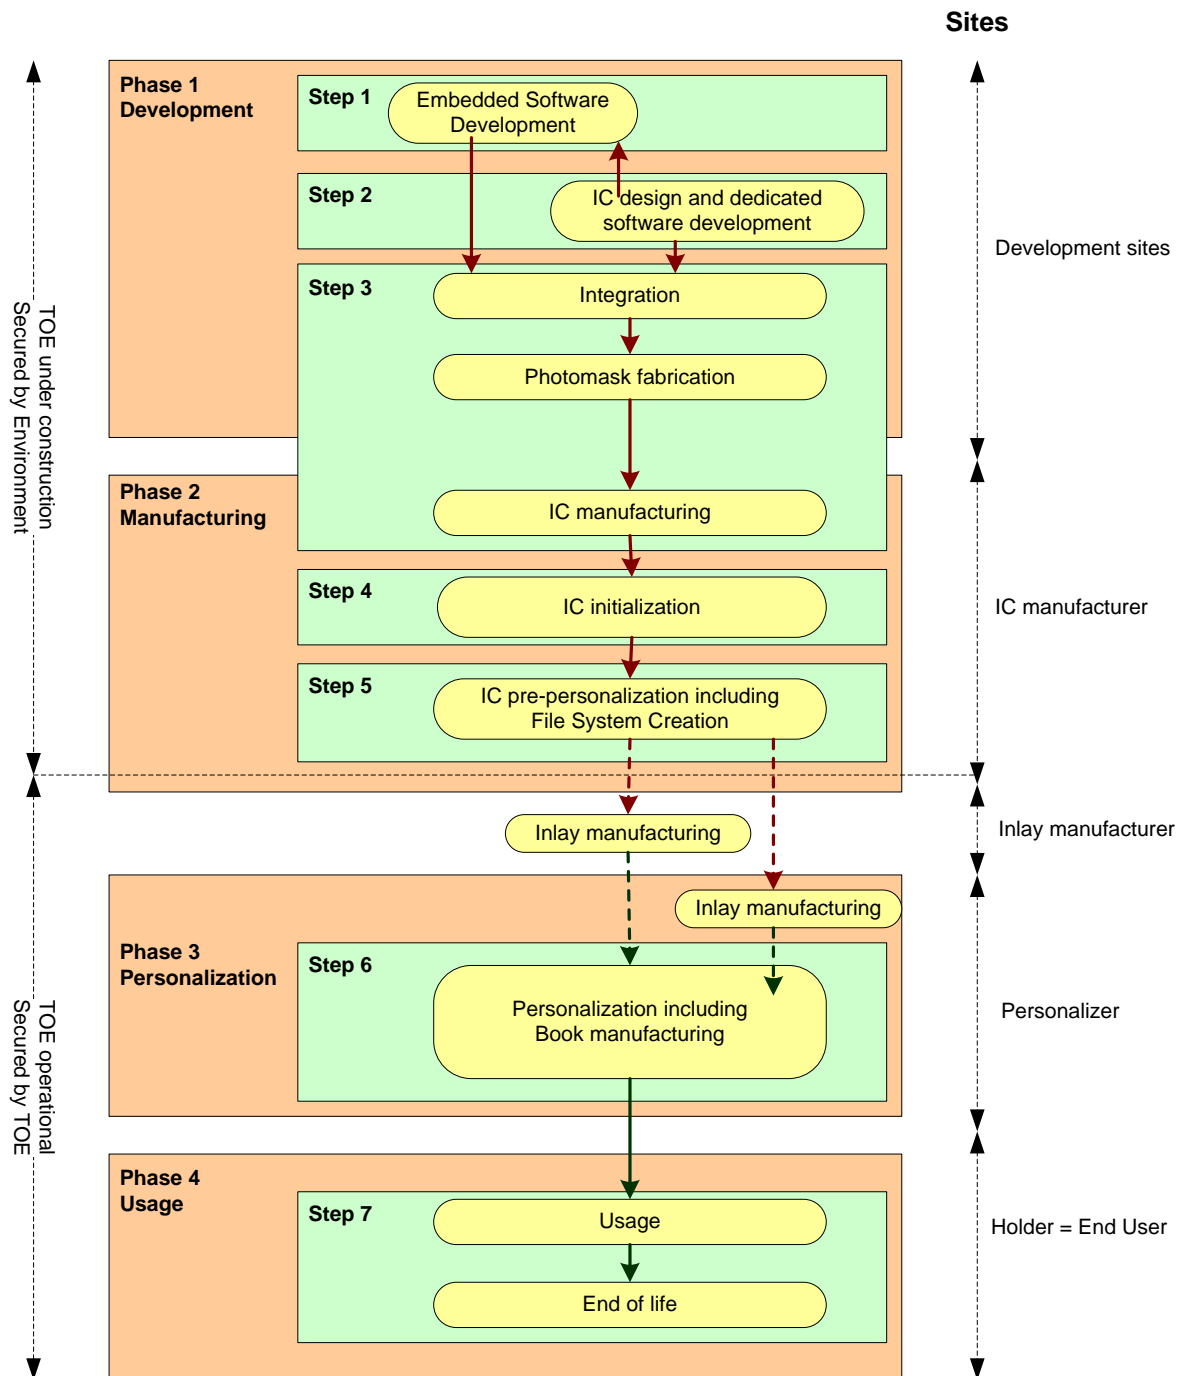 Sites
Phase 1
Development
Step 1
Embedded Software
Development
Step 2
IC design and dedicated
software development
Development sites
Step 3
Integration
TOE under construction
Secured by Environment
Photomask fabrication
Phase 2
Manufacturing
IC manufacturing
Step 4
IC initialization
IC manufacturer
Step 5
IC pre-personalization including
File System Creation
Inlay manufacturing
Inlay manufacturer
Inlay manufacturing
Phase 3
Personalization
Step 6
Personalization including
Book manufacturing
Personalizer
TOE operational
Secured by TOE
Phase 4
Usage
Step 7
Usage
Holder = End User
End of life